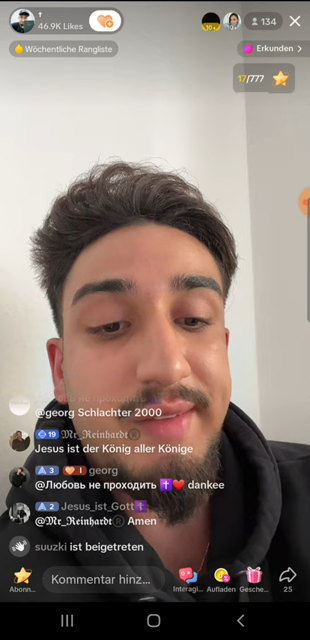 †
46.9K Likes
134
Wöchentliche Rangliste
Erkunden >
17/777
@georg Schlachter 2000
19 𝕸𝖗_𝕽𝖊𝖎𝖓𝖍𝖆𝖗𝖉𝖙®
Jesus ist der König aller Könige
3 I georg
@Любовь не проходить ✝️❤️ dankee
2 Jesus_ist_Gott✝️
@𝕸𝖗_𝕽𝖊𝖎𝖓𝖍𝖆𝖗𝖉𝖙® Amen
suuzki ist beigetreten
Kommentar hinz...
Abonn...
Interagi...
Aufladen
Gesche...
25